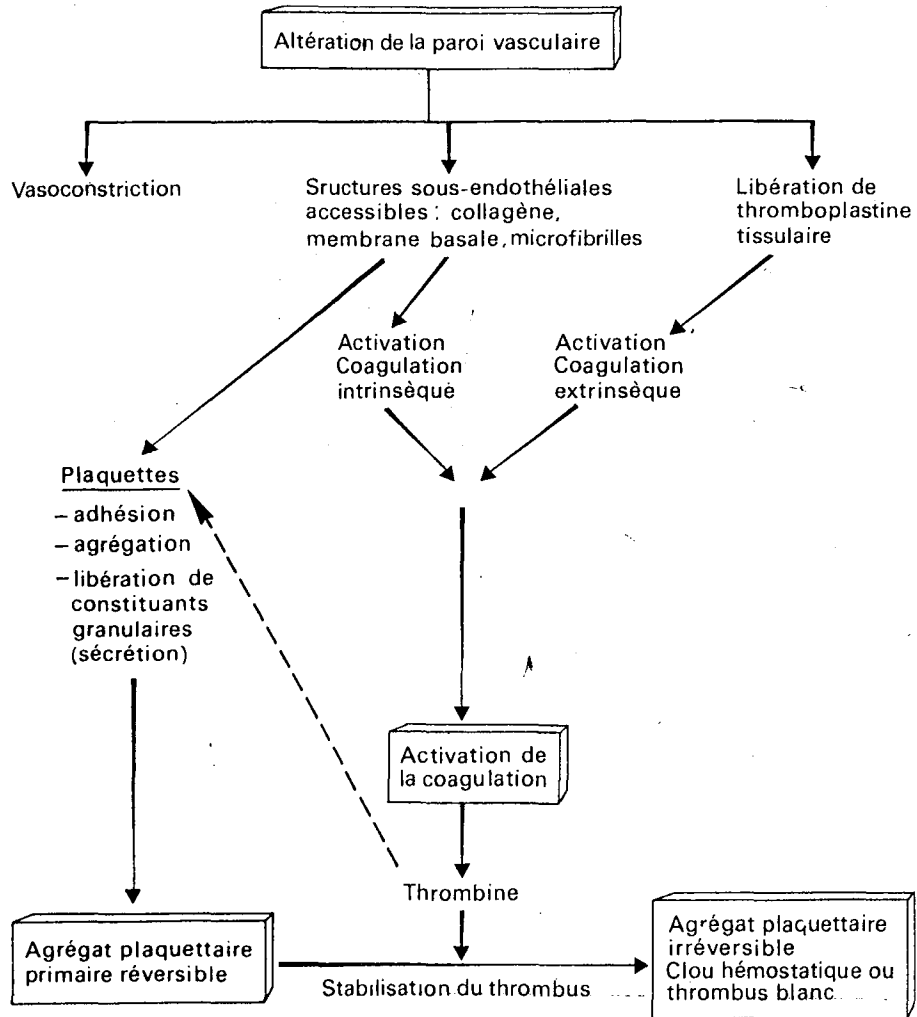 Altération de la paroi vasculaire
Vasoconstriction
Sructures sous-endothéliales
accessibles : collagène,
membrane basale, microfibrilles
Libération de
thromboplastine
tissulaire
Activation
Coagulation
intrinsèque
Activation
Coagulation
extrinsèque
Plaquettes
– adhésion
– agrégation
– libération de
constituants
granulaires
(sécrétion)
Activation de
la coagulation
Thrombine
Agrégat plaquettaire
primaire réversible
Stabilisation du thrombus
Agrégat plaquettaire
irréversible
Clou hémostatique ou
thrombus blanc